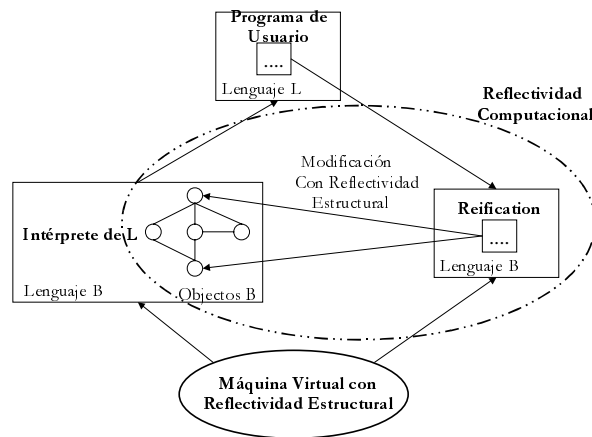 Programa de
Usuario
....
Lenguaje L
Reflectividad
Computacional
Modificación
Con Reflectividad
Estructural
Intérprete de L
Reification
....
Lenguaje B
Lenguaje B
Objectos B
Máquina Virtual con
Reflectividad Estructural